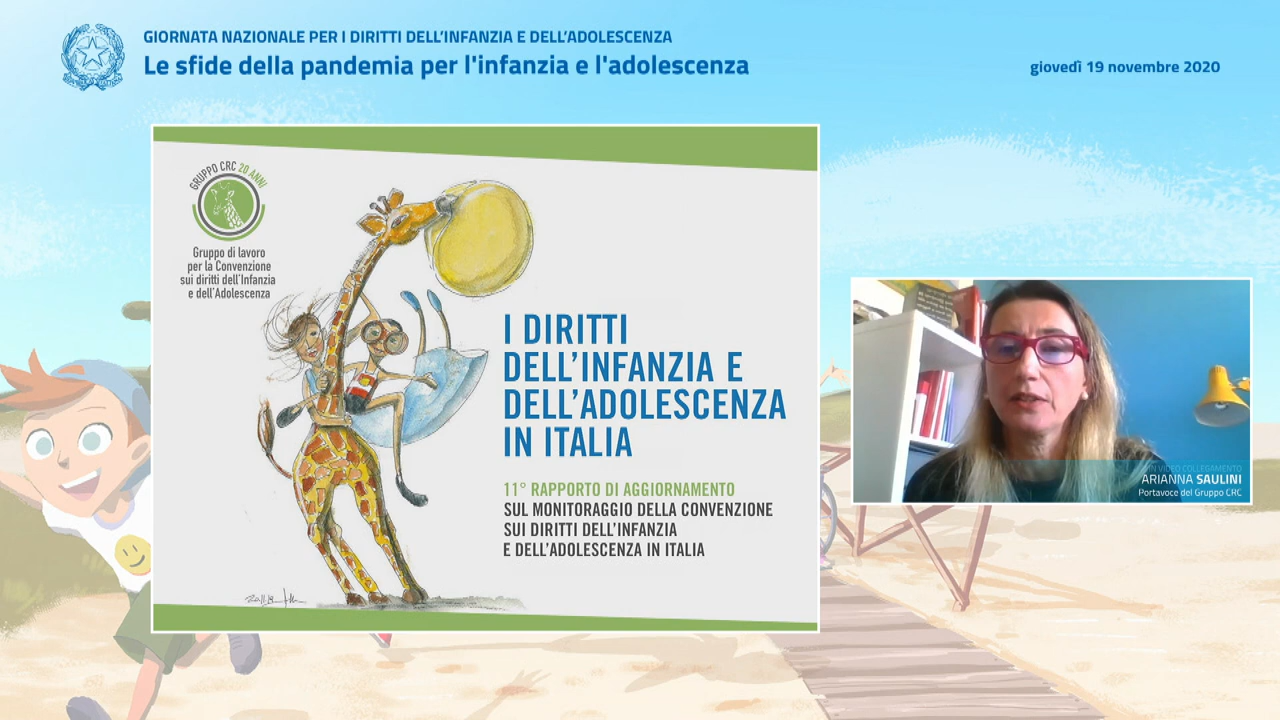 GIORNATA NAZIONALE PER I DIRITTI DELL'INFANZIA E DELL'ADOLESCENZA
Le sfide della pandemia per l'infanzia e l'adolescenza
giovedì 19 novembre 2020
GRUPPO CRC 20 ANNI
Gruppo di lavoro
per la Convenzione
sui diritti dell'Infanzia
e dell'Adolescenza
I DIRITTI
DELL'INFANZIA E
DELL'ADOLESCENZA
IN ITALIA
11° RAPPORTO DI AGGIORNAMENTO
SUL MONITORAGGIO DELLA CONVENZIONE
SUI DIRITTI DELL'INFANZIA
E DELL'ADOLESCENZA IN ITALIA
IN VIDEO COLLEGAMENTO
ARIANNA SAULINI
Portavoce del Gruppo CRC